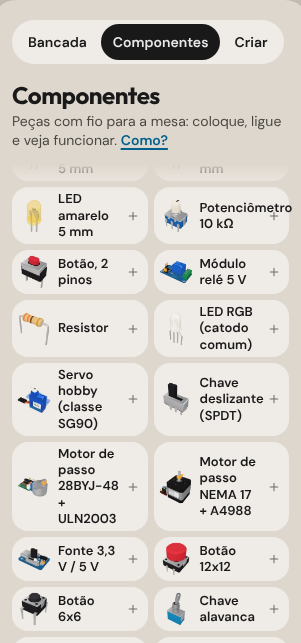 Bancada Componentes Criar
Componentes
Peças com fio para a mesa: coloque, ligue
e veja funcionar. Como?
5 mm
mm
LED
amarelo
5 mm
Potenciômetro
10 kΩ
Botão, 2
pinos
Módulo
relé 5 V
Resistor
LED RGB
(catodo
comum)
Servo
hobby
(classe
SG90)
Chave
deslizante
(SPDT)
Motor de
passo
28BYJ-48
+
ULN2003
Motor de
passo
NEMA 17
+ A4988
Fonte 3,3
V / 5 V
Botão
12x12
Botão
6x6
Chave
alavanca